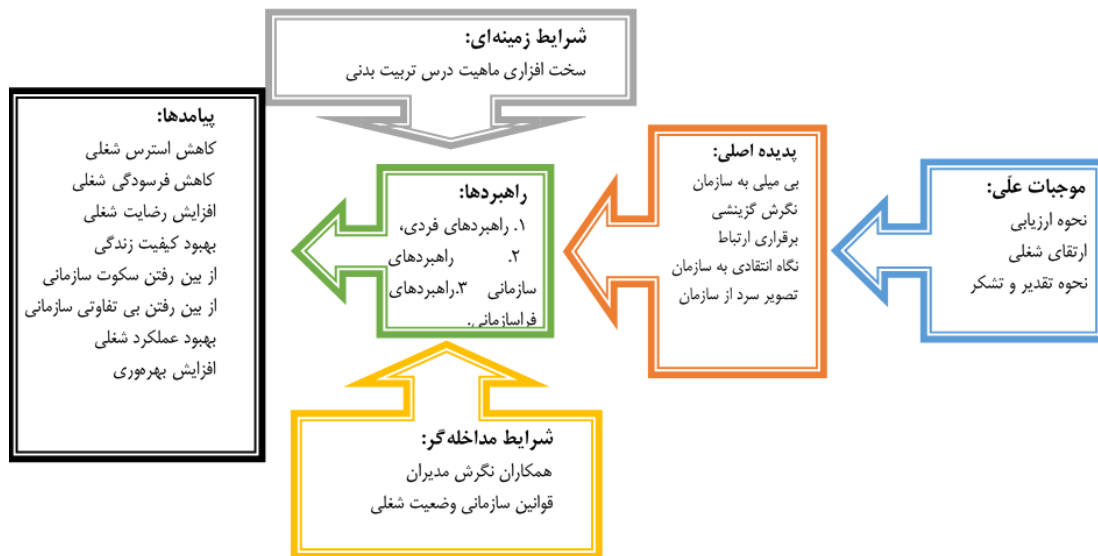 شرایط زمینه‌ای:
سخت افزاری ماهیت درس تربیت بدنی
موجبات علّی:
نحوه ارزیابی
ارتقای شغلی
نحوه تقدیر و تشکر
پدیده اصلی:
بی میلی به سازمان
نگرش گزینشی
برقراری ارتباط
نگاه انتقادی به سازمان
تصویر سرد از سازمان
راهبردها:
۱. راهبردهای فردی،
۲. راهبردهای
سازمانی ۳.راهبردهای
فراسازمانی.
شرایط مداخله‌گر:
همکاران نگرش مدیران
قوانین سازمانی وضعیت شغلی
پیامدها:
کاهش استرس شغلی
کاهش فرسودگی شغلی
افزایش رضایت شغلی
بهبود کیفیت زندگی
از بین رفتن سکوت سازمانی
از بین رفتن بی تفاوتی سازمانی
بهبود عملکرد شغلی
افزایش بهره‌وری